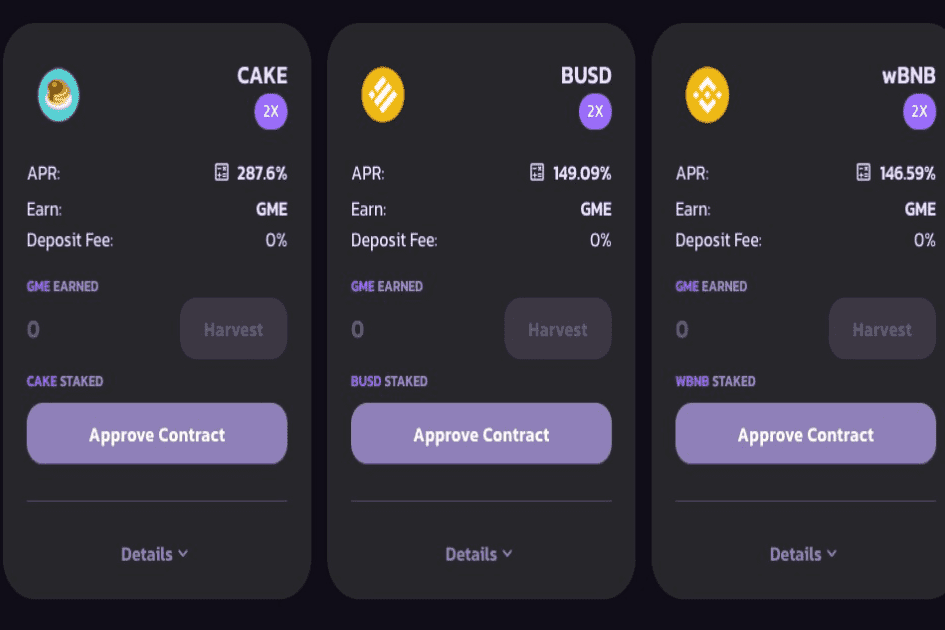 CAKE
2X
APR: 287.6%
Earn: GME
Deposit Fee: 0%
GME EARNED
0 Harvest
CAKE STAKED
Approve Contract
Details
BUSD
2X
APR: 149.09%
Earn: GME
Deposit Fee: 0%
GME EARNED
0 Harvest
BUSD STAKED
Approve Contract
Details
wBNB
2X
APR: 146.59%
Earn: GME
Deposit Fee: 0%
GME EARNED
0 Harvest
WBNB STAKED
Approve Contract
Details